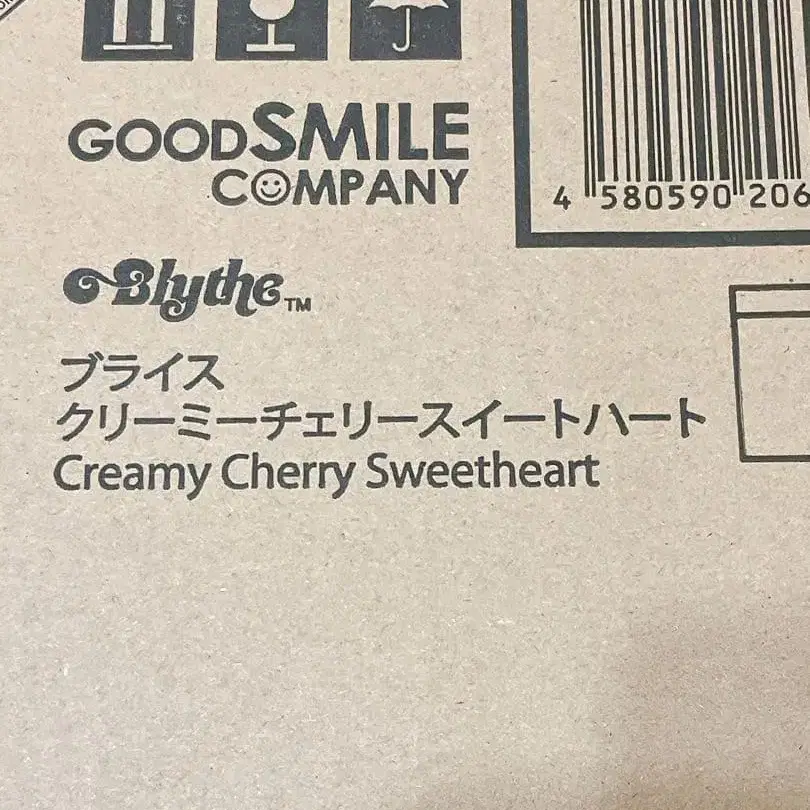 GOODSMILE
COMPANY
4 580590 206
Blythe™
ブライス
クリーミーチェリースイートハート
Creamy Cherry Sweetheart